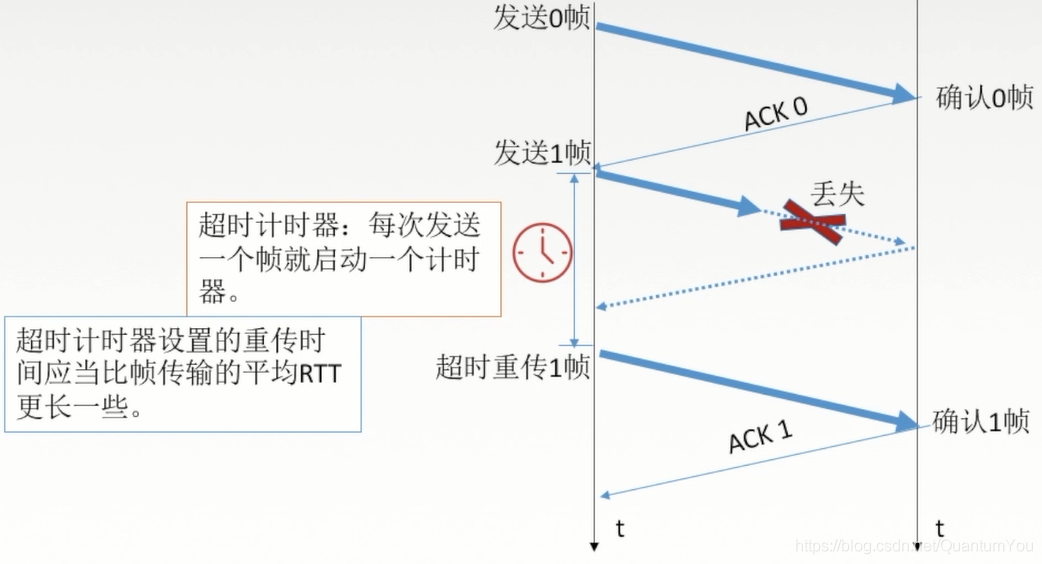 发送0帧
确认0帧
ACK 0
发送1帧
丢失
超时计时器：每次发送
一个帧就启动一个计时
器。
超时计时器设置的重传时
间应当比帧传输的平均RTT
更长一些。
超时重传1帧
确认1帧
ACK 1
t
t
https://blog.csdn.net/QuantumYou